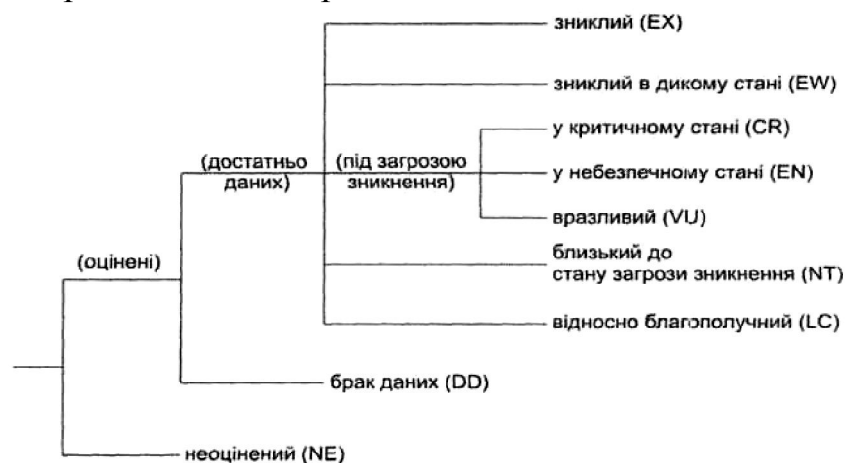 зниклий (EX)
зниклий в дикому стані (EW)
у критичному стані (CR)
(достатньо
даних)
(під загрозою
зникнення)
у небезпечному стані (EN)
вразливий (VU)
(оцінені)
близький до
стану загрози зникнення (NT)
відносно благополучний (LC)
брак даних (DD)
неоцінений (NE)